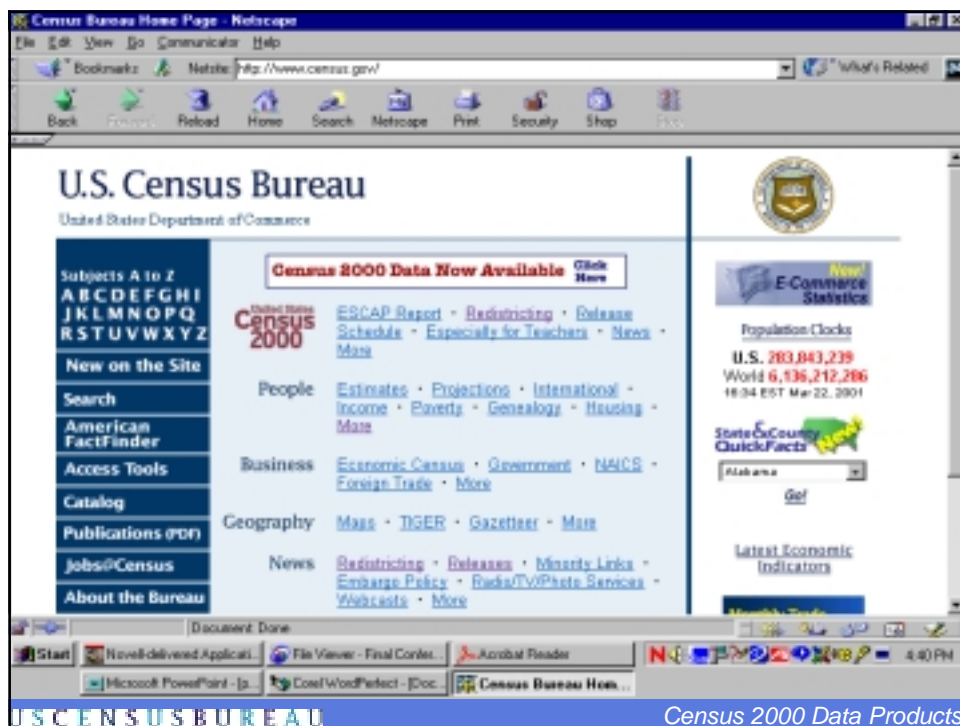 Census Bureau Home Page - Netscape
File Edit View Go Communicator Help
Bookmarks Netsite: http://www.census.gov/ What's Related
Back Forward Reload Home Search Netscape Print Security Shop Stop
U.S. Census Bureau
United States Department of Commerce
Subjects A to Z
A B C D E F G H I
J K L M N O P Q
R S T U V W X Y Z
New on the Site
Search
American
FactFinder
Access Tools
Catalog
Publications (PDF)
Jobs@Census
About the Bureau
Census 2000 Data Now Available Click
Here
United States
Census
2000
ESCAP Report · Redistricting · Release
Schedule · Especially for Teachers · News ·
More
People
Estimates · Projections · International ·
Income · Poverty · Genealogy · Housing ·
More
Business
Economic Census · Government · NAICS ·
Foreign Trade · More
Geography
Maps · TIGER · Gazetteer · More
News
Redistricting · Releases · Minority Links ·
Embargo Policy · Radio/TV/Photo Services ·
Webcasts · More
New!
E-Commerce
Statistics
Population Clocks
U.S. 283,843,239
World 6,136,212,286
16:34 EST Mar 22, 2001
State & County
QuickFacts New!
Alabama
Go!
Latest Economic
Indicators
Monthly Trade
Document: Done
Start Novell-delivered Applicati... File Viewer - Final Confer... Acrobat Reader 4:40 PM
Microsoft PowerPoint - [p... Corel WordPerfect - [Doc... Census Bureau Hom...
USCENSUSBUREAU
Census 2000 Data Products